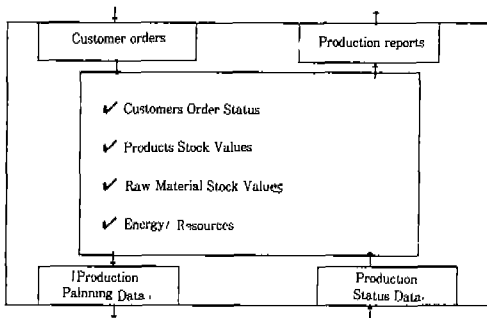 Customer orders
Production reports
✓ Customers Order Status
✓ Products Stock Values
✓ Raw Material Stock Values
✓ Energy/ Resources
Production
Palnning Data
Production
Status Data